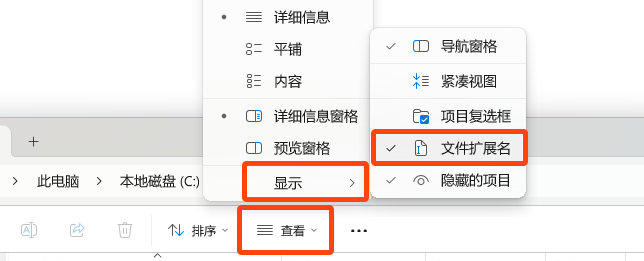 详细信息
平铺
内容
详细信息窗格
预览窗格
显示
导航窗格
紧凑视图
项目复选框
文件扩展名
隐藏的项目
此电脑
本地磁盘 (C:)
排序
查看